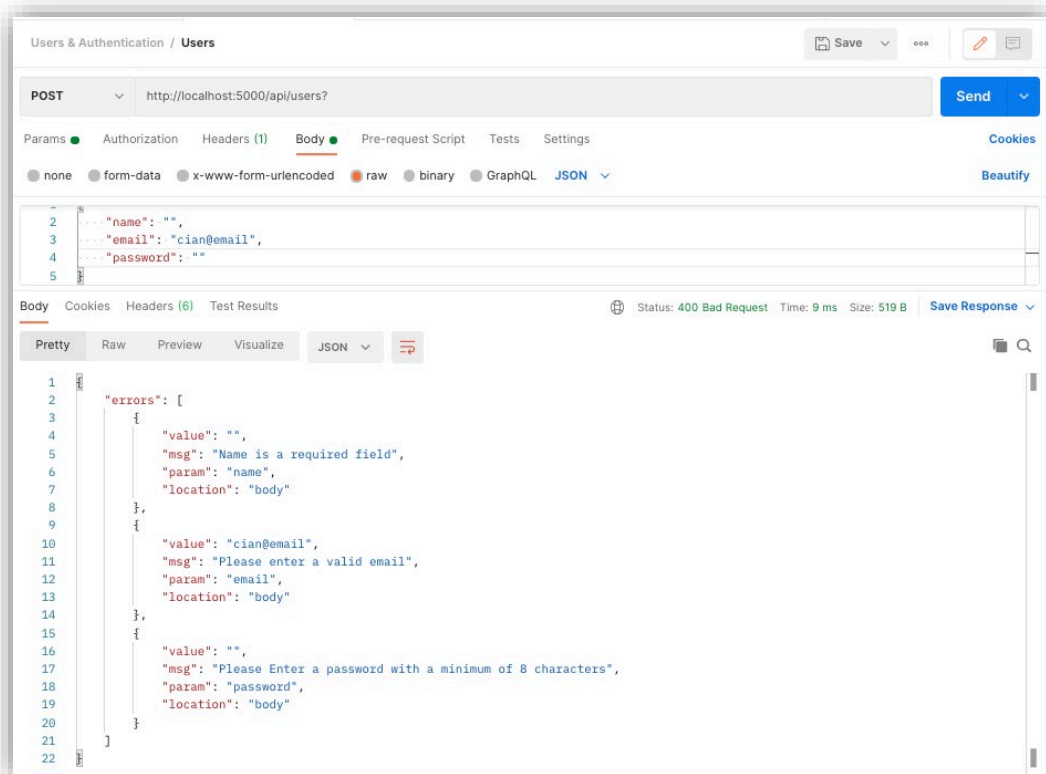 Users & Authentication / Users
Save
POST http://localhost:5000/api/users? Send
Params Authorization Headers (1) Body Pre-request Script Tests Settings Cookies
none form-data x-www-form-urlencoded raw binary GraphQL JSON Beautify
2 "name": "",
3 "email": "cian@email",
4 "password": ""
5 }
Body Cookies Headers (6) Test Results Status: 400 Bad Request Time: 9 ms Size: 519 B Save Response
Pretty Raw Preview Visualize JSON
1 {
2 "errors": [
3 {
4 "value": "",
5 "msg": "Name is a required field",
6 "param": "name",
7 "location": "body"
8 },
9 {
10 "value": "cian@email",
11 "msg": "Please enter a valid email",
12 "param": "email",
13 "location": "body"
14 },
15 {
16 "value": "",
17 "msg": "Please Enter a password with a minimum of 8 characters",
18 "param": "password",
19 "location": "body"
20 }
21 ]
22 }